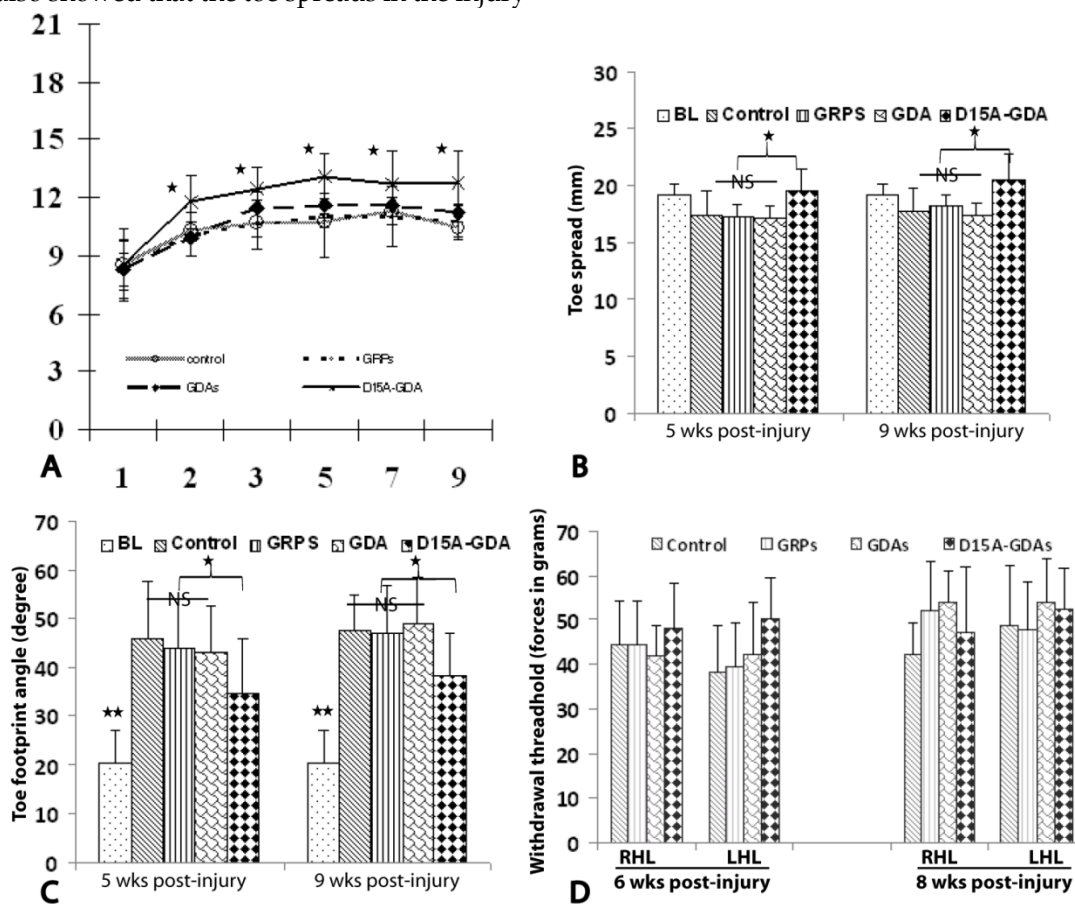 also showed that the toe spreads in the injury
21
18
15
12
9
6
3
0
★ ★ ★ ★ ★
control GRPs
GDAs D15A-GDA
1 2 3 5 7 9
A
30
25
20
15
10
5
0
Toe spread (mm)
BL Control GRPS GDA D15A-GDA
★ ★
NS NS
5 wks post-injury 9 wks post-injury
B
70
60
50
40
30
20
10
0
Toe footprint angle (degree)
BL Control GRPS GDA D15A-GDA
★ ★
NS NS
★★ ★★
5 wks post-injury 9 wks post-injury
C
70
60
50
40
30
20
10
0
Withdrawal threadhold (forces in grams)
Control GRPs GDAs D15A-GDAs
RHL LHL RHL LHL
6 wks post-injury 8 wks post-injury
D